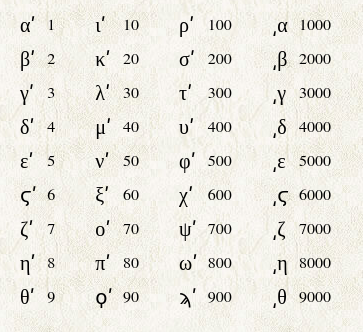 αʹ 1 ιʹ 10 ρʹ 100 ͵α 1000
βʹ 2 κʹ 20 σʹ 200 ͵β 2000
γʹ 3 λʹ 30 τʹ 300 ͵γ 3000
δʹ 4 μʹ 40 υʹ 400 ͵δ 4000
εʹ 5 νʹ 50 φʹ 500 ͵ε 5000
ϛʹ 6 ξʹ 60 χʹ 600 ͵ϛ 6000
ζʹ 7 οʹ 70 ψʹ 700 ͵ζ 7000
ηʹ 8 πʹ 80 ωʹ 800 ͵η 8000
θʹ 9 ϙʹ 90 ϡʹ 900 ͵θ 9000